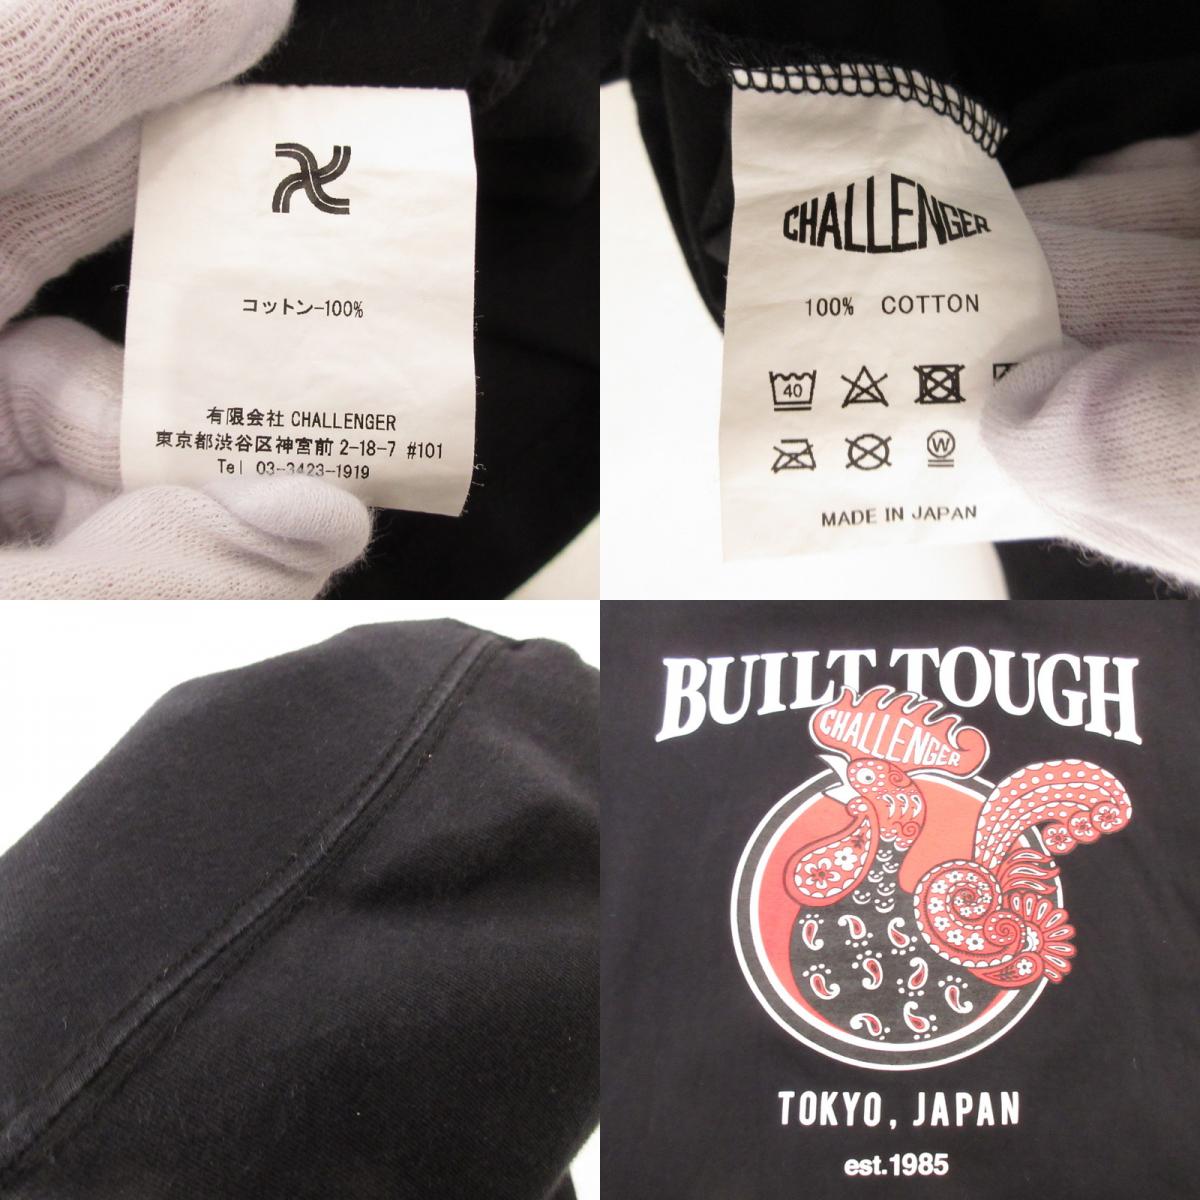 コットン-100%
有限会社 CHALLENGER
東京都渋谷区神宮前 2-18-7 #101
Tel 03-3423-1919
CHALLENGER
100% COTTON
40
W
MADE IN JAPAN
BUILT TOUGH
CHALLENGER
TOKYO, JAPAN
est.1985